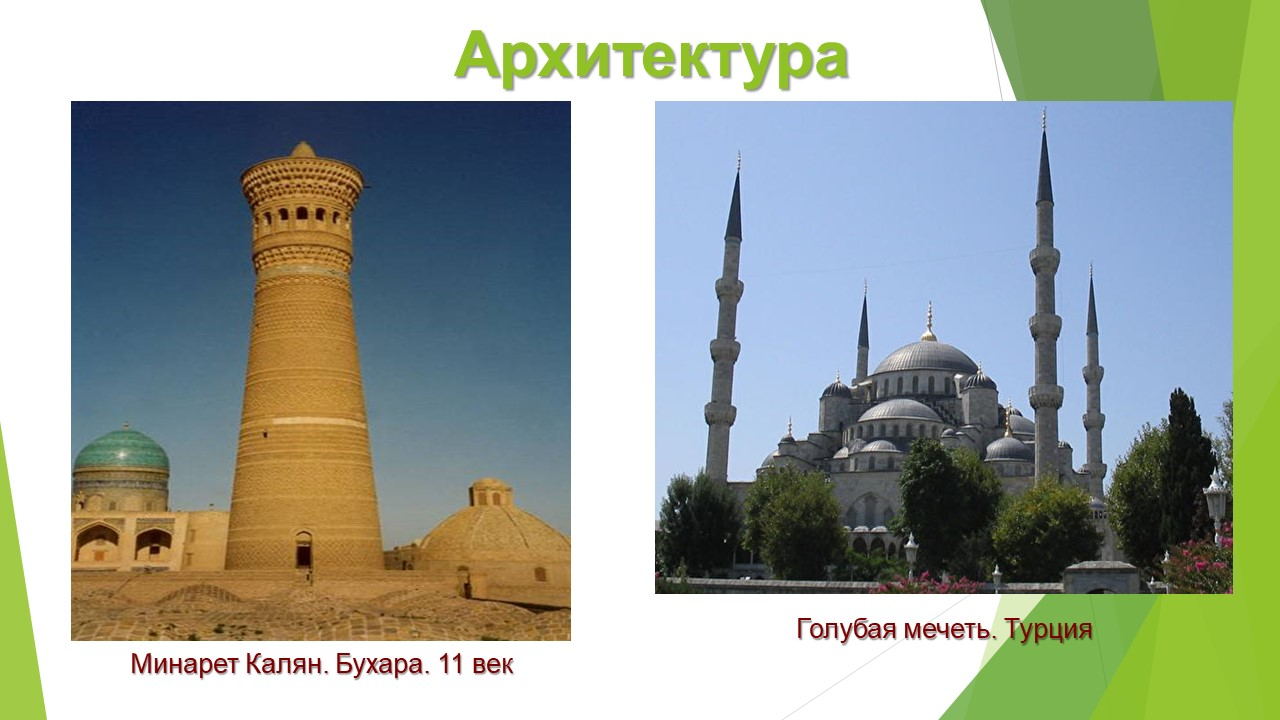 Архитектура
Минарет Калян. Бухара. 11 век
Голубая мечеть. Турция